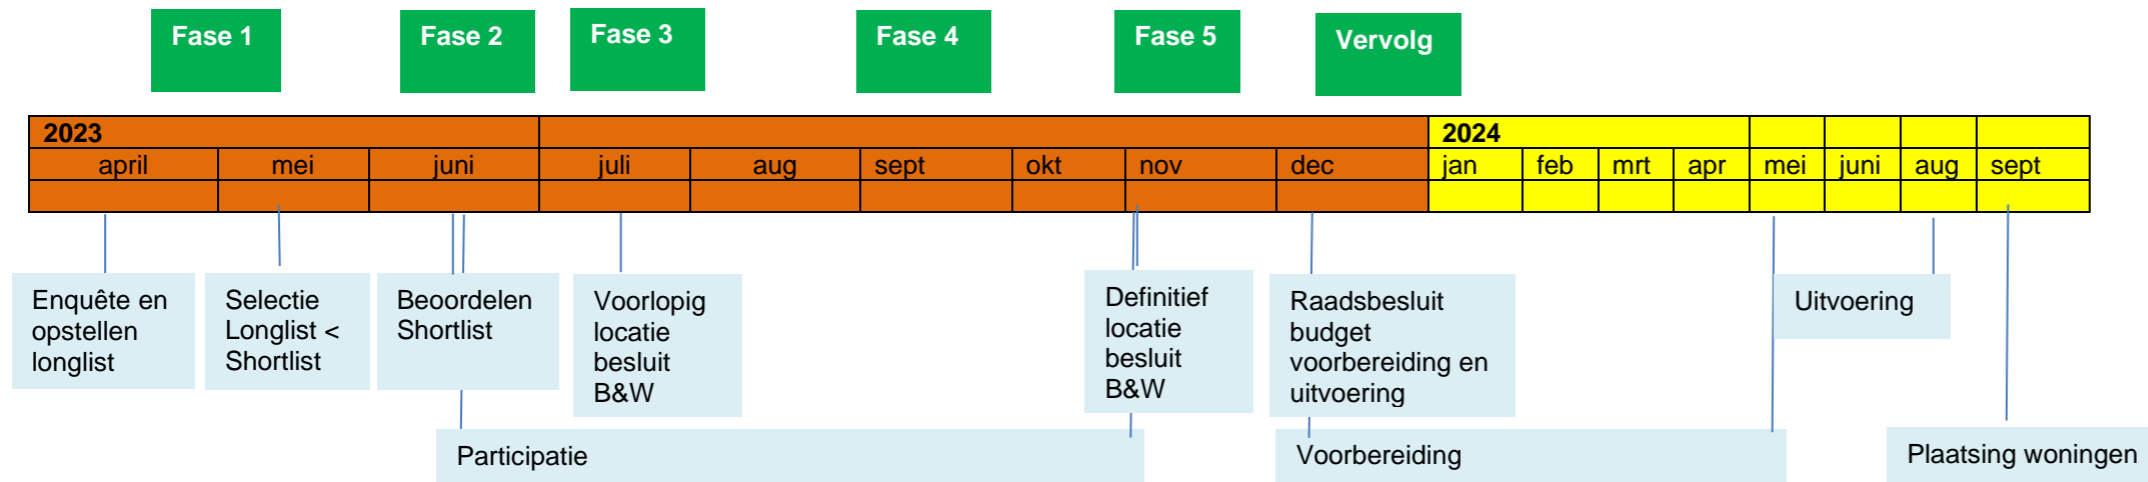 Fase 1
Fase 2
Fase 3
Fase 4
Fase 5
Vervolg
2023
2024
april
mei
juni
juli
aug
sept
okt
nov
dec
jan
feb
mrt
apr
mei
juni
aug
sept
Enquête en
opstellen
longlist
Selectie
Longlist <
Shortlist
Beoordelen
Shortlist
Voorlopig
locatie
besluit
B&W
Definitief
locatie
besluit
B&W
Raadsbesluit
budget
voorbereiding en
uitvoering
Uitvoering
Participatie
Voorbereiding
Plaatsing woningen